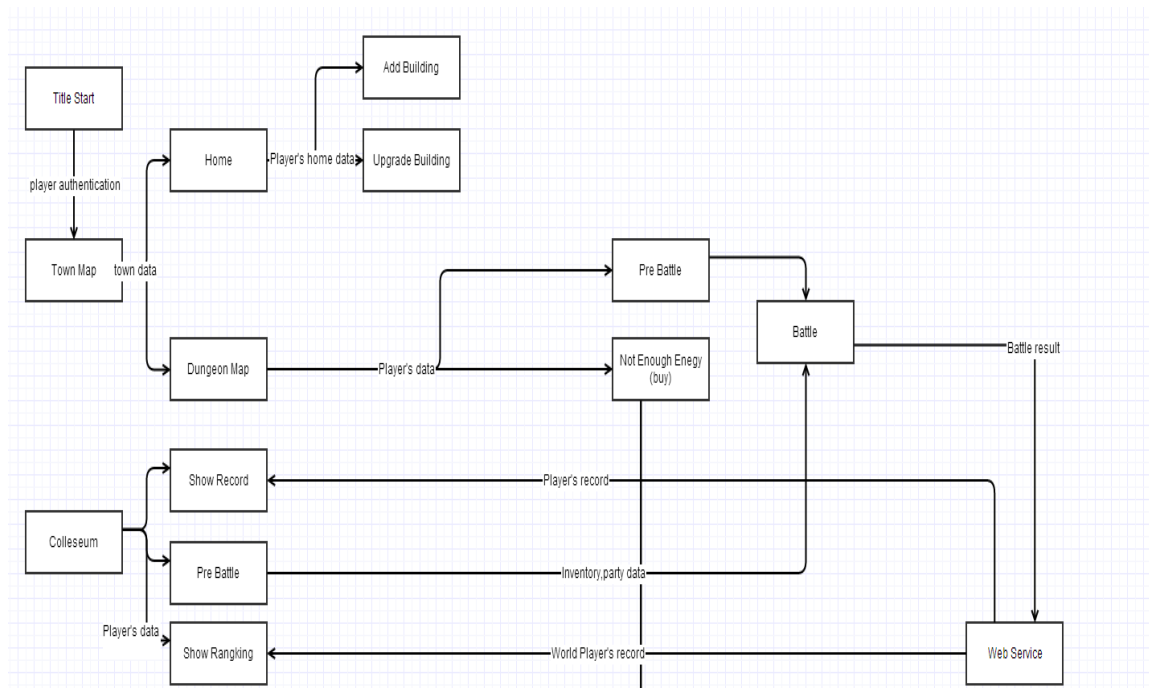 Add Building
Title Start
Home
Player's home data
Upgrade Building
player authentication
Town Map
town data
Pre Battle
Battle
Battle result
Dungeon Map
Player's data
Not Enough Enegy
(buy)
Show Record
Player's record
Colleseum
Pre Battle
Inventory,party data
Player's data
Show Rangking
World Player's record
Web Service